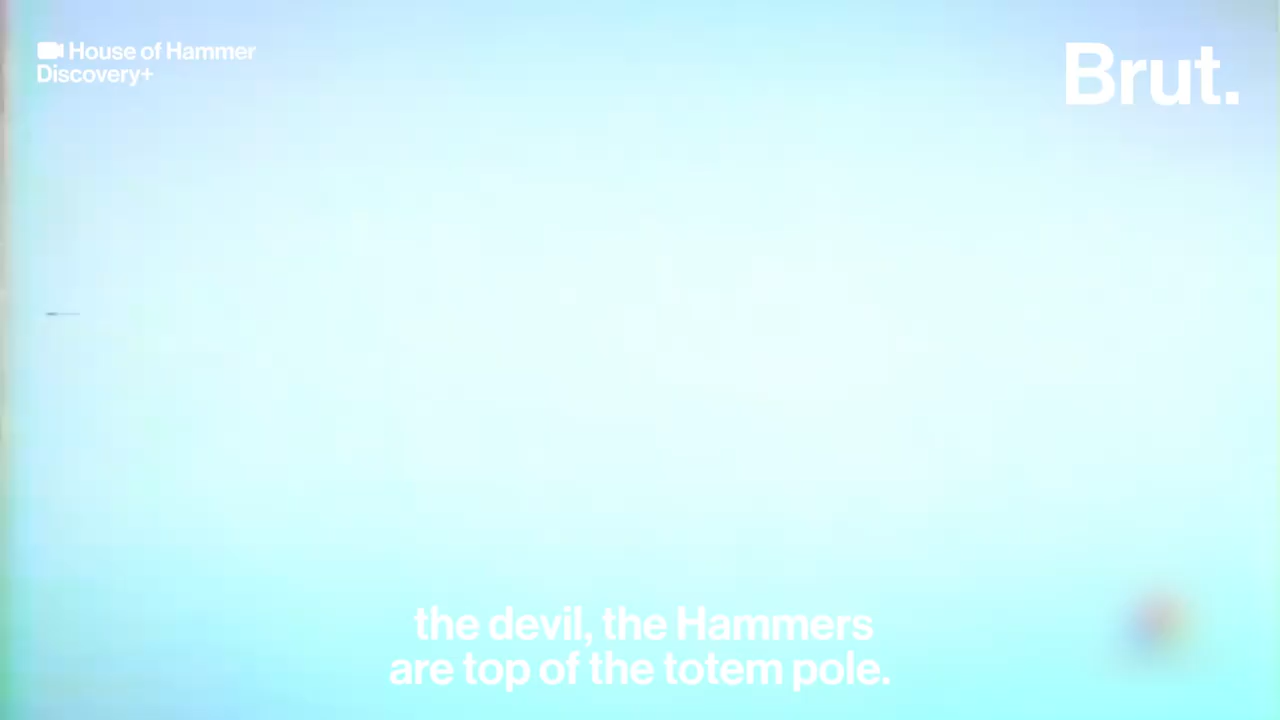 House of Hammer
Discovery+
Brut.
the devil, the Hammers
are top of the totem pole.